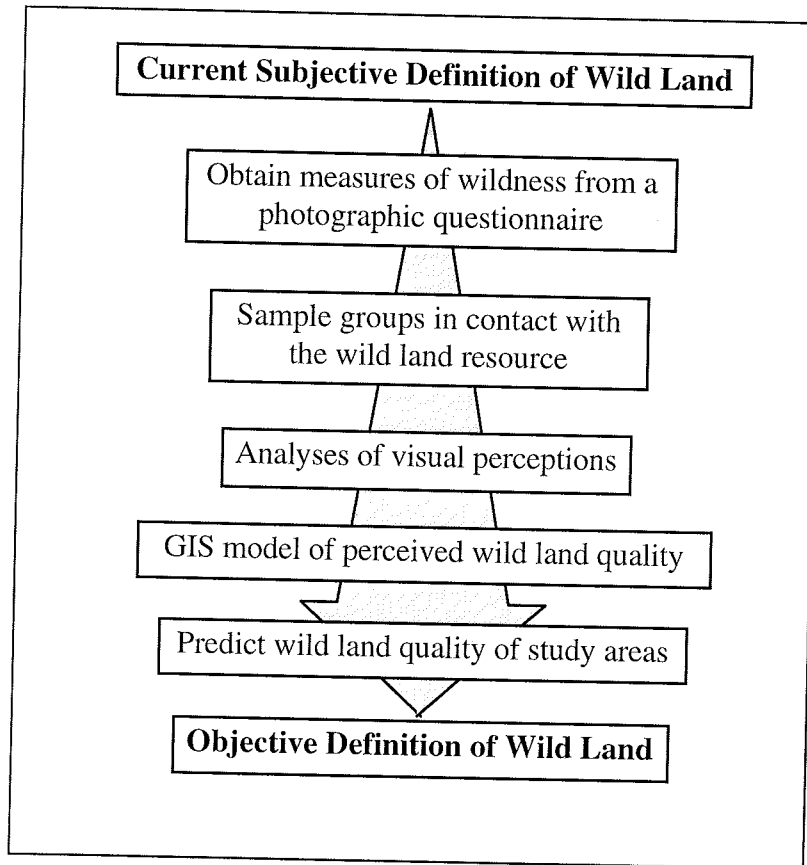 Current Subjective Definition of Wild Land
Obtain measures of wildness from a
photographic questionnaire
Sample groups in contact with
the wild land resource
Analyses of visual perceptions
GIS model of perceived wild land quality
Predict wild land quality of study areas
Objective Definition of Wild Land